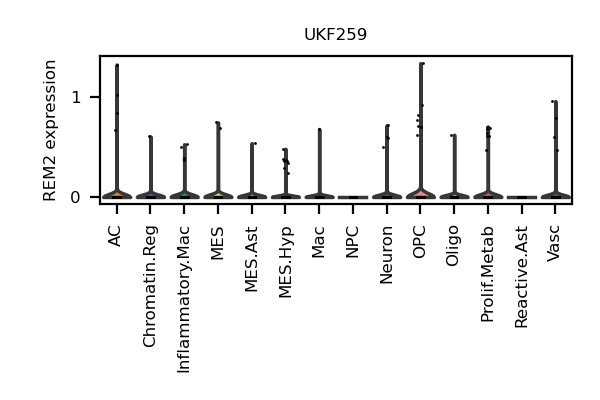 UKF259
REM2 expression
1
0
AC
Chromatin.Reg
Inflammatory.Mac
MES
MES.Ast
MES.Hyp
Mac
NPC
Neuron
OPC
Oligo
Prolif.Metab
Reactive.Ast
Vasc